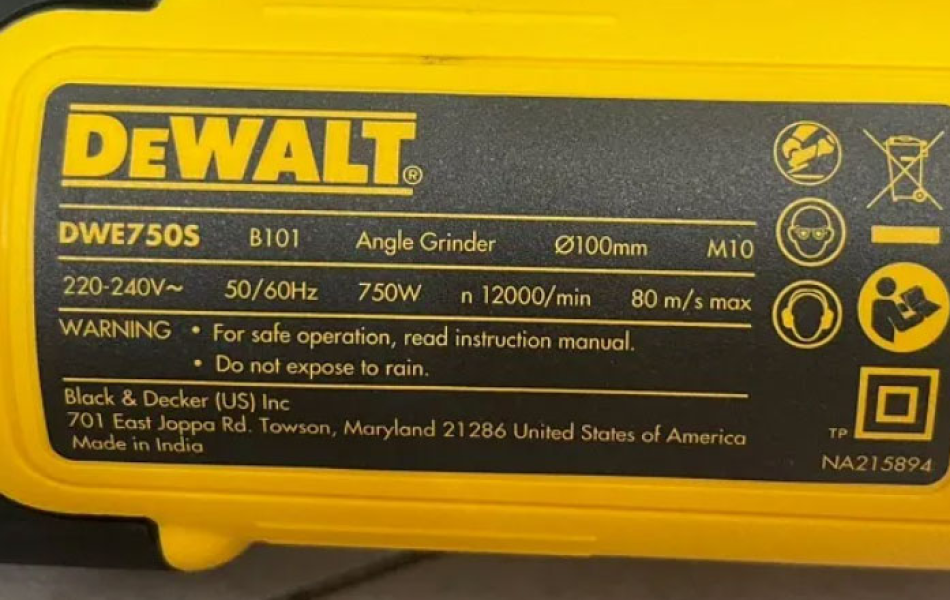 DEWALT®
DWE750S B101 Angle Grinder Ø100mm M10
220-240V~ 50/60Hz 750W n 12000/min 80 m/s max
WARNING • For safe operation, read instruction manual.
• Do not expose to rain.
Black & Decker (US) Inc
701 East Joppa Rd. Towson, Maryland 21286 United States of America
Made in India
TP
NA215894